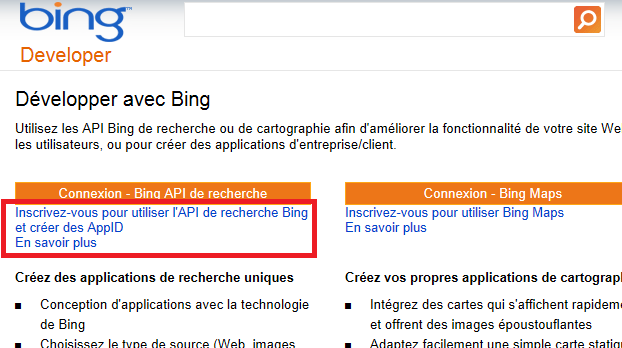 bing™
Developer
Développer avec Bing
Utilisez les API Bing de recherche ou de cartographie afin d'améliorer la fonctionnalité de votre site We
les utilisateurs, ou pour créer des applications d'entreprise/client.
Connexion - Bing API de recherche
Inscrivez-vous pour utiliser l'API de recherche Bing
et créer des AppID
En savoir plus
Créez des applications de recherche uniques
▪ Conception d'applications avec la technologie
de Bing
▪ Choisissez le type de source (Web, images
Connexion - Bing Maps
Inscrivez-vous pour utiliser Bing Maps
En savoir plus
Créez vos propres applications de cartograph
▪ Intégrez des cartes qui s'affichent rapideme
et offrent des images époustouflantes
▪ Adaptez facilement une simple carte statiq